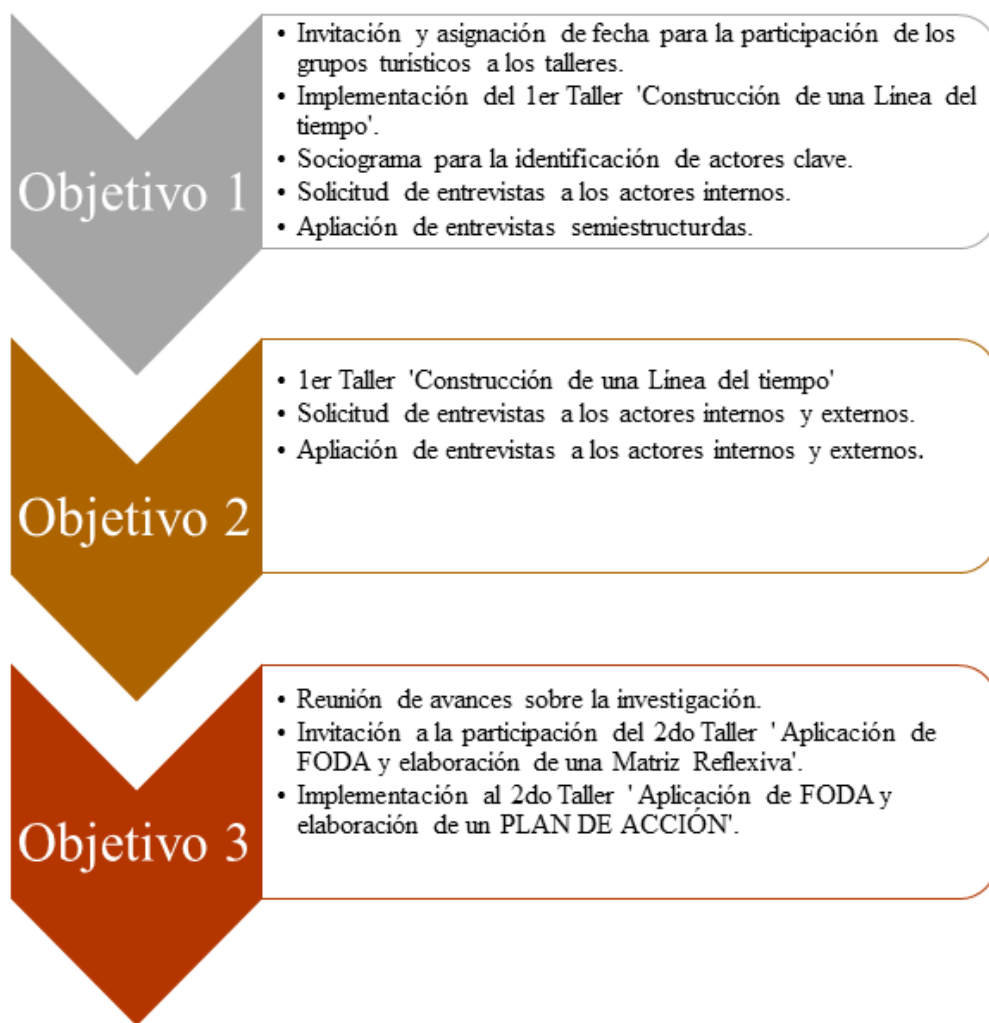 Objetivo 1
• Invitación y asignación de fecha para la participación de los
grupos turísticos a los talleres.
• Implementación del 1er Taller 'Construcción de una Línea del
tiempo'.
• Sociograma para la identificación de actores clave.
• Solicitud de entrevistas a los actores internos.
• Apliación de entrevistas semiestructurdas.
Objetivo 2
• 1er Taller 'Construcción de una Línea del tiempo'
• Solicitud de entrevistas a los actores internos y externos.
• Apliación de entrevistas a los actores internos y externos.
Objetivo 3
• Reunión de avances sobre la investigación.
• Invitación a la participación del 2do Taller ' Aplicación de
FODA y elaboración de una Matriz Reflexiva'.
• Implementación al 2do Taller ' Aplicación de FODA y
elaboración de un PLAN DE ACCIÓN'.